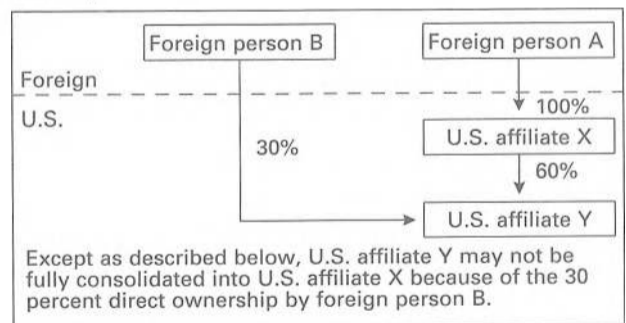 Foreign person B
Foreign person A
Foreign
U.S.
100%
U.S. affiliate X
30%
60%
U.S. affiliate Y
Except as described below, U.S. affiliate Y may not be
fully consolidated into U.S. affiliate X because of the 30
percent direct ownership by foreign person B.